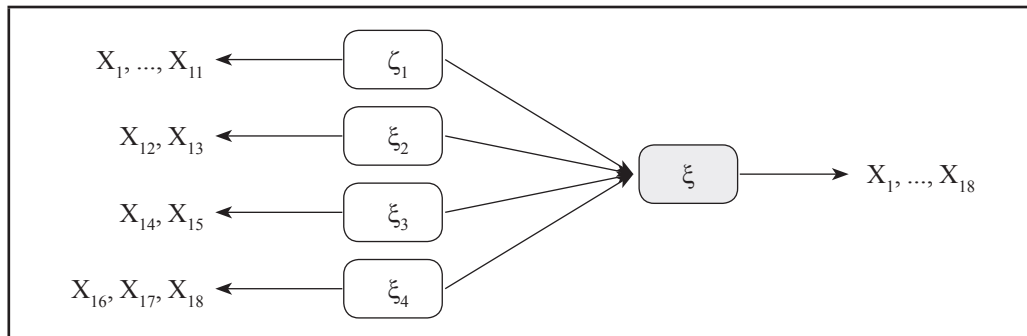 X₁, ..., X₁₁ ζ₁
X₁₂, X₁₃ ξ₂
ξ X₁, ..., X₁₈
X₁₄, X₁₅ ξ₃
X₁₆, X₁₇, X₁₈ ξ₄